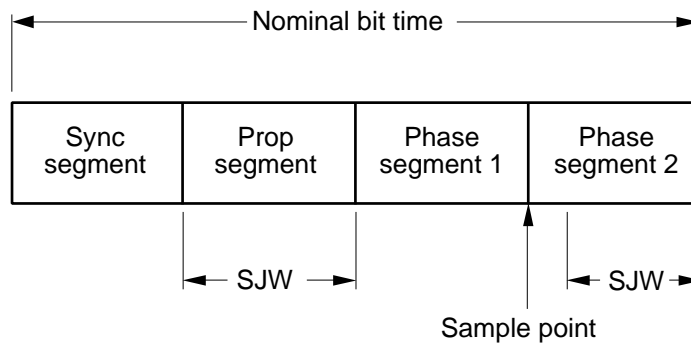 Nominal bit time
Sync
segment
Prop
segment
Phase
segment 1
Phase
segment 2
SJW
SJW
Sample point